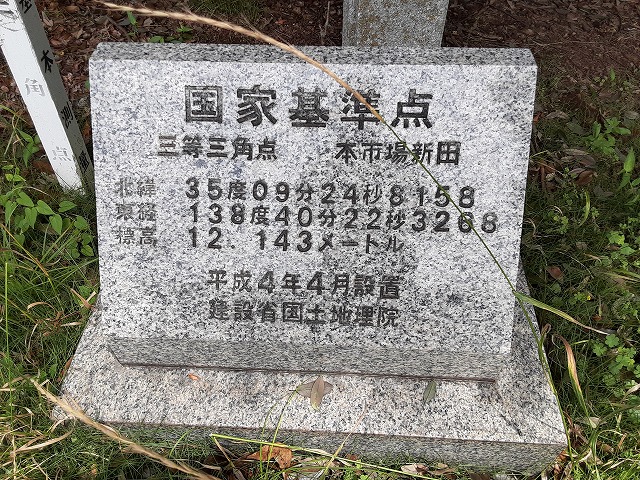 国家基準点
三等三角点 本市場新田
北緯 35度09分24秒8158
東経 138度40分22秒3268
標高 12.143メートル
平成4年4月設置
建設省国土地理院
角点